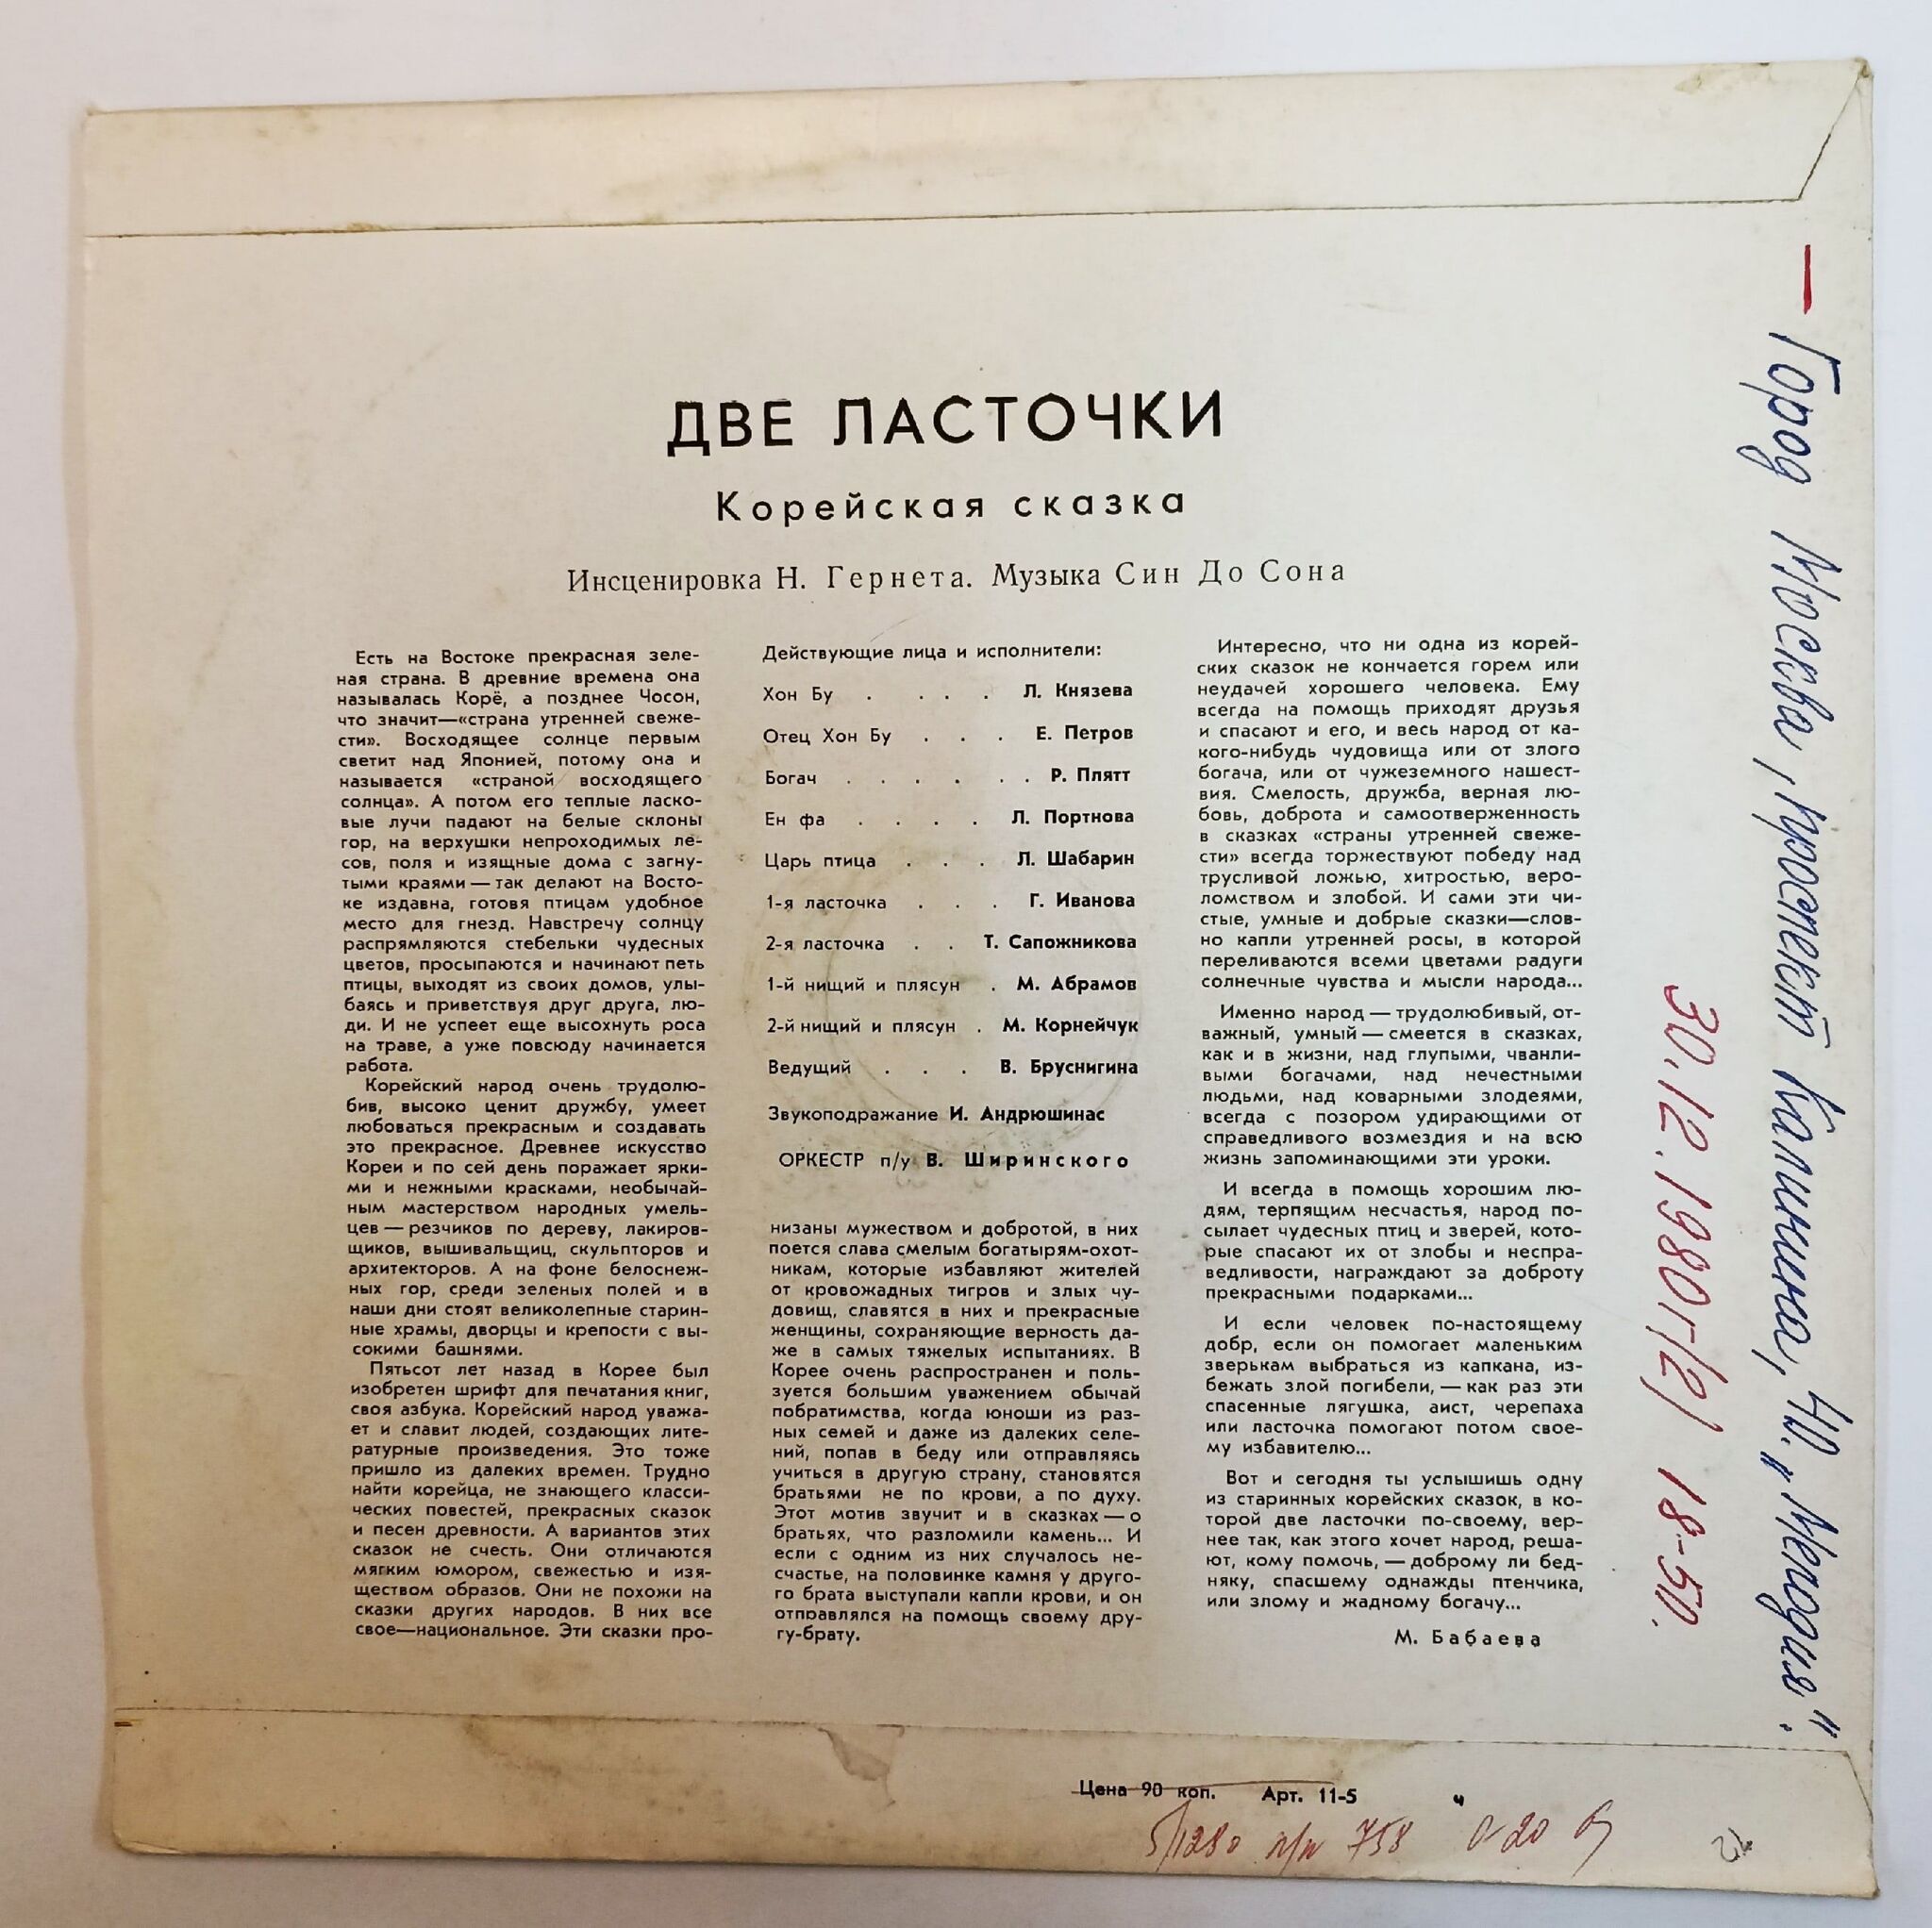 ДВЕ ЛАСТОЧКИ
Корейская сказка
Инсценировка Н. Гернета. Музыка Син До Сона
Есть на Востоке прекрасная зеле-
ная страна. В древние времена она
называлась Корё, а позднее Чосон,
что значит—«страна утренней свеже-
сти». Восходящее солнце первым
светит над Японией, потому она и
называется «страной восходящего
солнца». А потом его теплые ласко-
вые лучи падают на белые склоны
гор, на верхушки непроходимых ле-
сов, поля и изящные дома с загну-
тыми краями — так делают на Восто-
ке издавна, готовя птицам удобное
место для гнезд. Навстречу солнцу
распрямляются стебельки чудесных
цветов, просыпаются и начинают петь
птицы, выходят из своих домов, улы-
баясь и приветствуя друг друга, лю-
ди. И не успеет еще высохнуть роса
на траве, а уже повсюду начинается
работа.
Корейский народ очень трудолю-
бив, высоко ценит дружбу, умеет
любоваться прекрасным и создавать
это прекрасное. Древнее искусство
Кореи и по сей день поражает ярки-
ми и нежными красками, необычай-
ным мастерством народных умель-
цев — резчиков по дереву, лакиров-
щиков, вышивальщиц, скульпторов и
архитекторов. А на фоне белоснеж-
ных гор, среди зеленых полей и в
наши дни стоят великолепные старин-
ные храмы, дворцы и крепости с вы-
сокими башнями.
Пятьсот лет назад в Корее был
изобретен шрифт для печатания книг,
своя азбука. Корейский народ уважа-
ет и славит людей, создающих лите-
ратурные произведения. Это тоже
пришло из далеких времен. Трудно
найти корейца, не знающего класси-
ческих повестей, прекрасных сказок
и песен древности. А вариантов этих
сказок не счесть. Они отличаются
мягким юмором, свежестью и изя-
ществом образов. Они не похожи на
сказки других народов. В них все
свое—национальное. Эти сказки про-
Действующие лица и исполнители:
Хон Бу . . . . Л. Князева
Отец Хон Бу . . . Е. Петров
Богач . . . . . . Р. Плятт
Ен фа . . . . Л. Портнова
Царь птица . . . Л. Шабарин
1-я ласточка . . . Г. Иванова
2-я ласточка . . Т. Сапожникова
1-й нищий и плясун . М. Абрамов
2-й нищий и плясун . М. Корнейчук
Ведущий . . . В. Бруснигина
Звукоподражание И. Андрюшинас
ОРКЕСТР п/у В. Ширинского
низаны мужеством и добротой, в них
поется слава смелым богатырям-охот-
никам, которые избавляют жителей
от кровожадных тигров и злых чу-
довищ, славятся в них и прекрасные
женщины, сохраняющие верность да-
же в самых тяжелых испытаниях. В
Корее очень распространен и поль-
зуется большим уважением обычай
побратимства, когда юноши из раз-
ных семей и даже из далеких селе-
ний, попав в беду или отправляясь
учиться в другую страну, становятся
братьями не по крови, а по духу.
Этот мотив звучит и в сказках — о
братьях, что разломили камень... И
если с одним из них случалось не-
счастье, на половинке камня у друго-
го брата выступали капли крови, и он
отправлялся на помощь своему дру-
гу-брату.
Интересно, что ни одна из корей-
ских сказок не кончается горем или
неудачей хорошего человека. Ему
всегда на помощь приходят друзья
и спасают и его, и весь народ от ка-
кого-нибудь чудовища или от злого
богача, или от чужеземного нашест-
вия. Смелость, дружба, верная лю-
бовь, доброта и самоотверженность
в сказках «страны утренней свеже-
сти» всегда торжествуют победу над
трусливой ложью, хитростью, веро-
ломством и злобой. И сами эти чи-
стые, умные и добрые сказки—слов-
но капли утренней росы, в которой
переливаются всеми цветами радуги
солнечные чувства и мысли народа...
Именно народ — трудолюбивый, от-
важный, умный — смеется в сказках,
как и в жизни, над глупыми, чванли-
выми богачами, над нечестными
людьми, над коварными злодеями,
всегда с позором удирающими от
справедливого возмездия и на всю
жизнь запоминающими эти уроки.
И всегда в помощь хорошим лю-
дям, терпящим несчастья, народ по-
сылает чудесных птиц и зверей, кото-
рые спасают их от злобы и неспра-
ведливости, награждают за доброту
прекрасными подарками...
И если человек по-настоящему
добр, если он помогает маленьким
зверькам выбраться из капкана, из-
бежать злой погибели, — как раз эти
спасенные лягушка, аист, черепаха
или ласточка помогают потом свое-
му избавителю...
Вот и сегодня ты услышишь одну
из старинных корейских сказок, в ко-
торой две ласточки по-своему, вер-
нее так, как этого хочет народ, реша-
ют, кому помочь, — доброму ли бед-
няку, спасшему однажды птенчика,
или злому и жадному богачу...
М. Бабаева
— Город Москва, проспект Калинина, 40. „Мелодия".
30.12.1980г(2) 18-50.
Цена 90 коп. Арт. 11-5 ч
5/1280 п/п 758 0-20